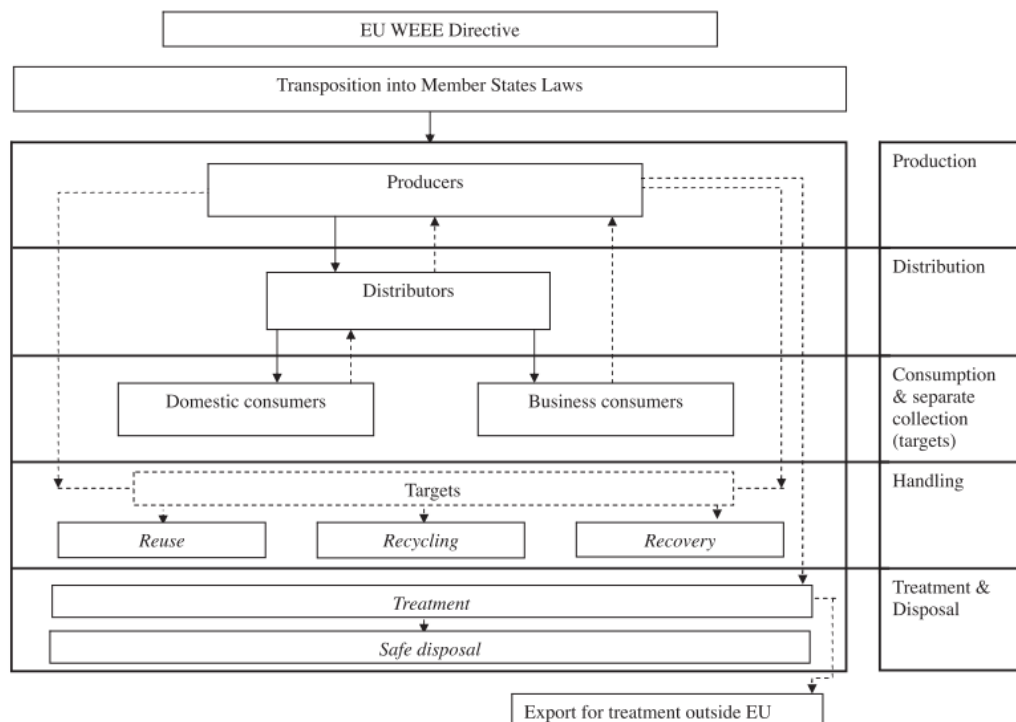 EU WEEE Directive
Transposition into Member States Laws
Producers
Production
Distributors
Distribution
Domestic consumers
Business consumers
Consumption
& separate
collection
(targets)
Targets
Handling
Reuse
Recycling
Recovery
Treatment
Treatment &
Disposal
Safe disposal
Export for treatment outside EU